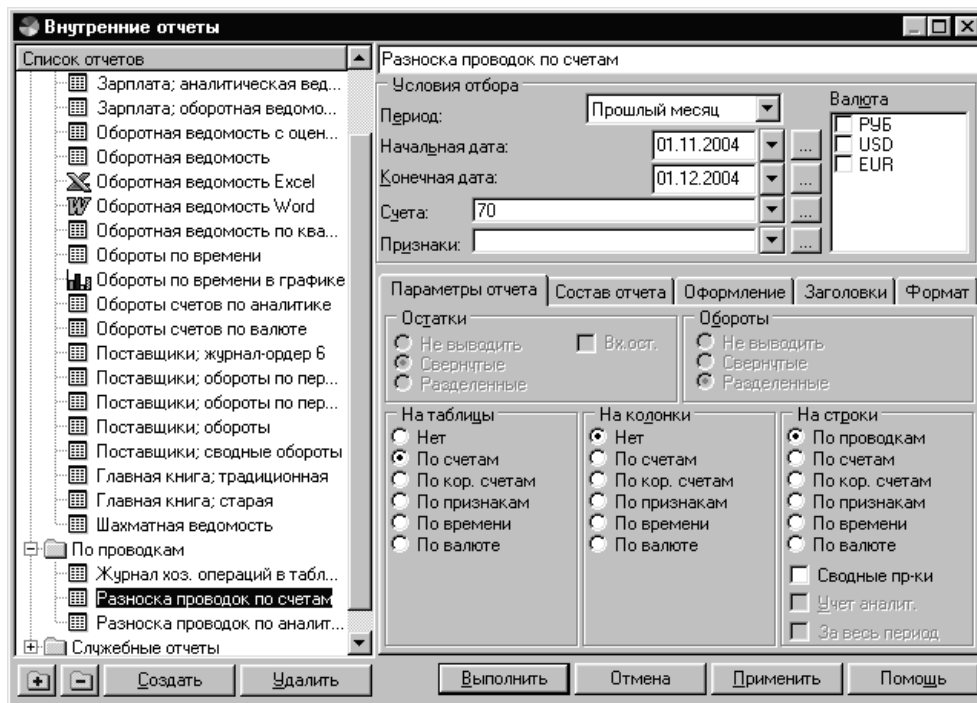 Внутренние отчеты
Список отчетов
Зарплата; аналитическая вед...
Зарплата; оборотная ведомо...
Оборотная ведомость с оцен...
Оборотная ведомость
Оборотная ведомость Excel
Оборотная ведомость Word
Оборотная ведомость по ква...
Обороты по времени
Обороты по времени в графике
Обороты счетов по аналитике
Обороты счетов по валюте
Поставщики; журнал-ордер 6
Поставщики; обороты по пер...
Поставщики; обороты по пер...
Поставщики; обороты
Поставщики; сводные обороты
Главная книга; традиционная
Главная книга; старая
Шахматная ведомость
По проводкам
Журнал хоз. операций в табл...
Разноска проводок по счетам
Разноска проводок по аналит...
Служебные отчеты
Создать
Удалить
Разноска проводок по счетам
Условия отбора
Период:
Прошлый месяц
Начальная дата:
01.11.2004
...
Конечная дата:
01.12.2004
...
Счета:
70
...
Признаки:
...
Валюта
РУБ
USD
EUR
Параметры отчета
Состав отчета
Оформление
Заголовки
Формат
Остатки
Не выводить
Свернутые
Разделенные
Вх.ост.
Обороты
Не выводить
Свернутые
Разделенные
На таблицы
Нет
По счетам
По кор. счетам
По признакам
По времени
По валюте
На колонки
Нет
По счетам
По кор. счетам
По признакам
По времени
По валюте
На строки
По проводкам
По счетам
По кор. счетам
По признакам
По времени
По валюте
Сводные пр-ки
Учет аналит.
За весь период
Выполнить
Отмена
Применить
Помощь